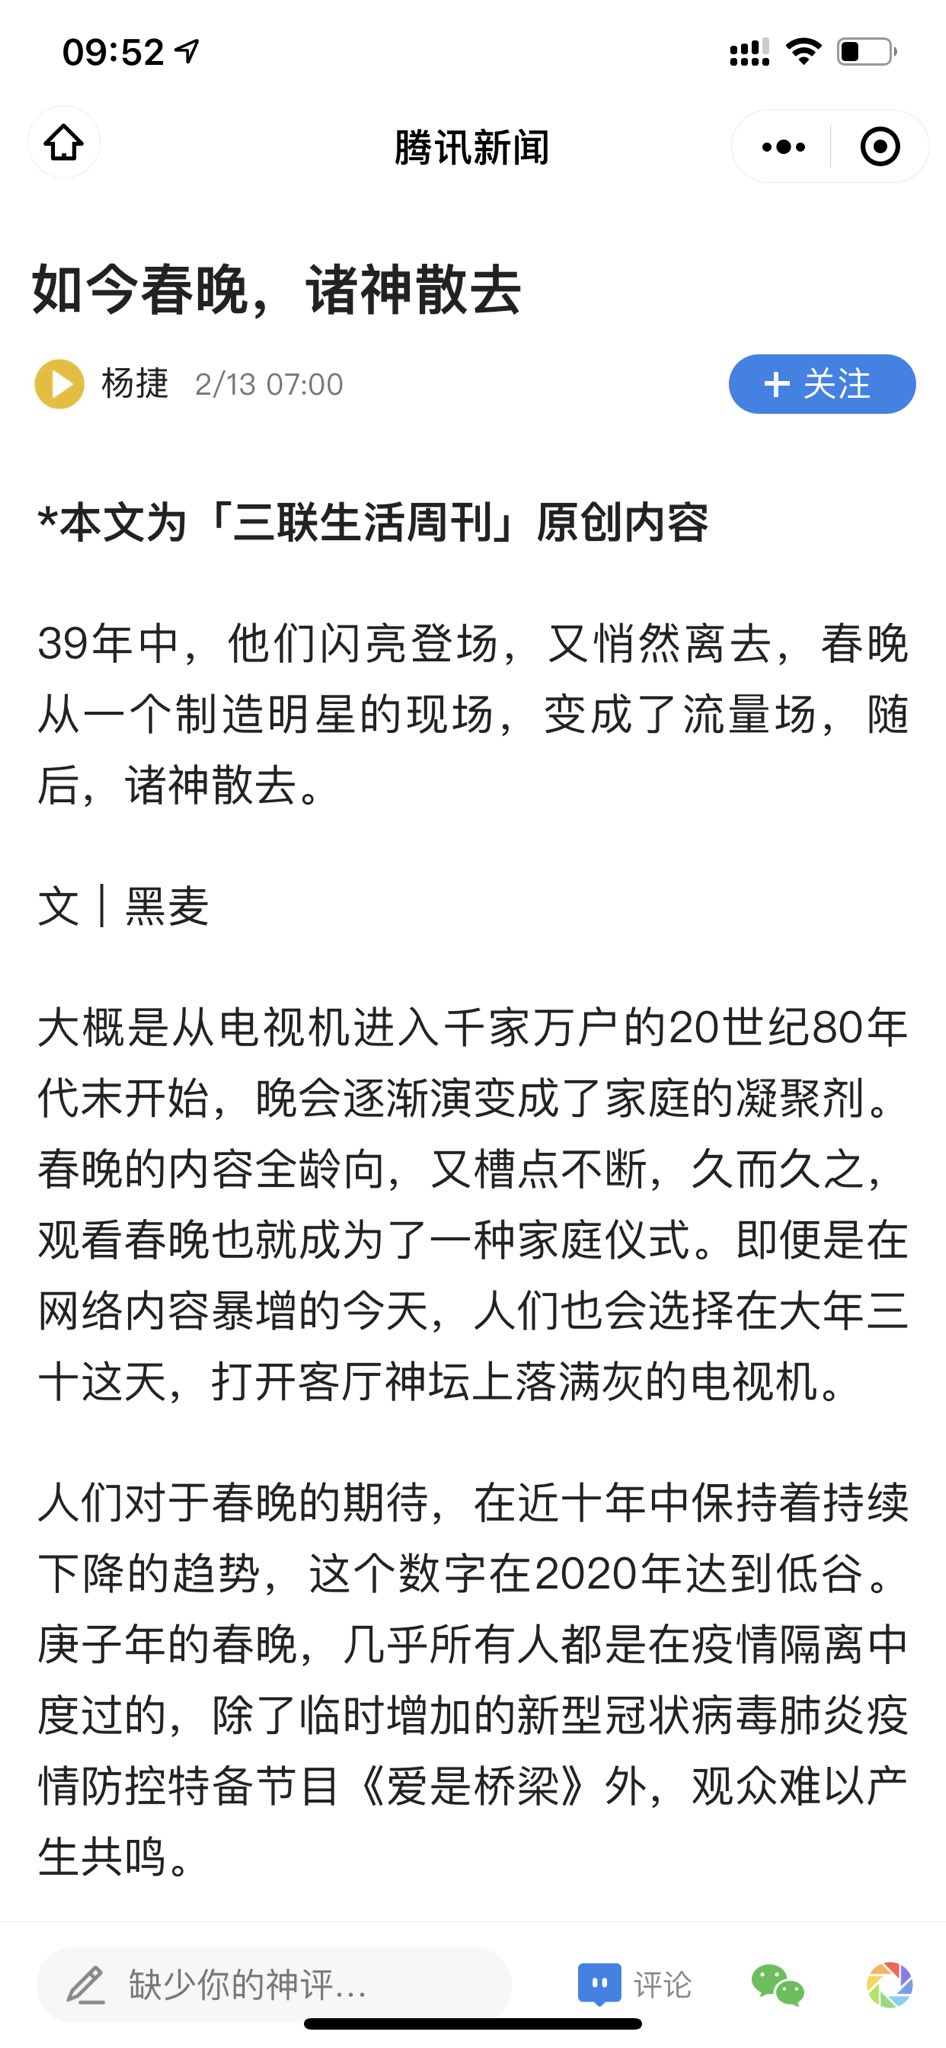 09:52
腾讯新闻
如今春晚，诸神散去
杨捷 2/13 07:00
+ 关注
*本文为「三联生活周刊」原创内容
39年中，他们闪亮登场，又悄然离去，春晚
从一个制造明星的现场，变成了流量场，随
后，诸神散去。
文｜黑麦
大概是从电视机进入千家万户的20世纪80年
代末开始，晚会逐渐演变成了家庭的凝聚剂。
春晚的内容全龄向，又槽点不断，久而久之，
观看春晚也就成为了一种家庭仪式。即便是在
网络内容暴增的今天，人们也会选择在大年三
十这天，打开客厅神坛上落满灰的电视机。
人们对于春晚的期待，在近十年中保持着持续
下降的趋势，这个数字在2020年达到低谷。
庚子年的春晚，几乎所有人都是在疫情隔离中
度过的，除了临时增加的新型冠状病毒肺炎疫
情防控特备节目《爱是桥梁》外，观众难以产
生共鸣。
缺少你的神评...
评论